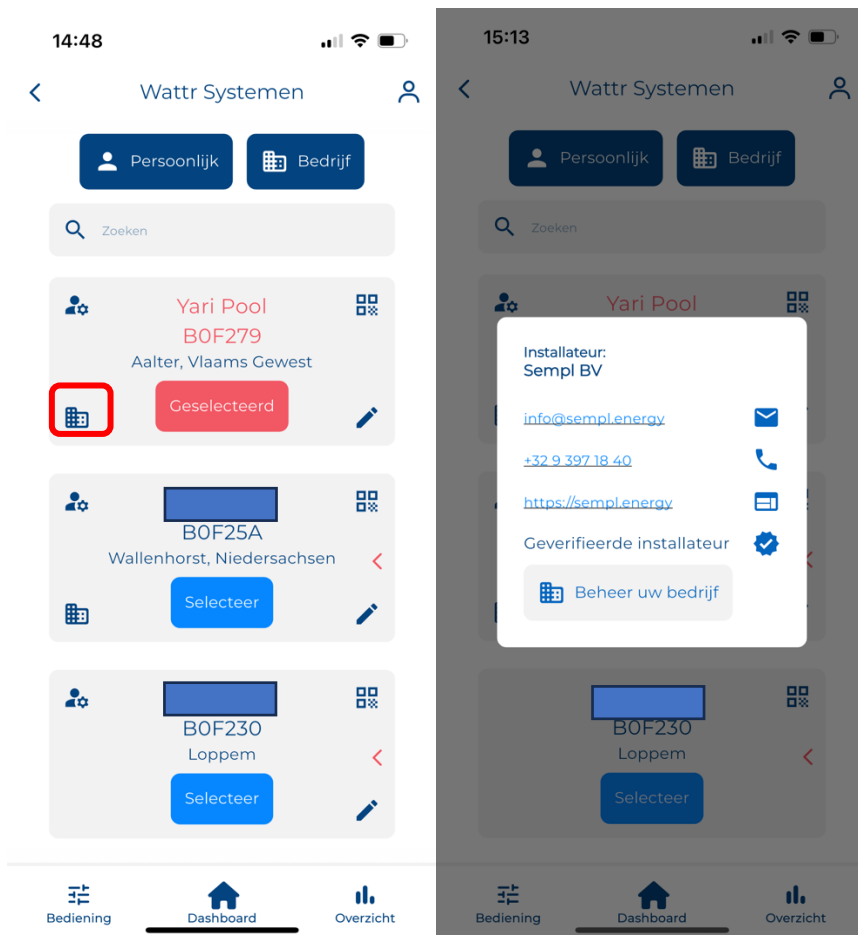 14:48
Wattr Systemen
Persoonlijk
Bedrijf
Zoeken
Yari Pool
B0F279
Aalter, Vlaams Gewest
Geselecteerd
B0F25A
Wallenhorst, Niedersachsen
Selecteer
B0F230
Loppem
Selecteer
Bediening
Dashboard
Overzicht
15:13
Wattr Systemen
Persoonlijk
Bedrijf
Zoeken
Yari Pool
Installateur:
Sempl BV
info@sempl.energy
+32 9 397 18 40
https://sempl.energy
Geverifieerde installateur
Beheer uw bedrijf
B0F230
Loppem
Selecteer
Bediening
Dashboard
Overzicht